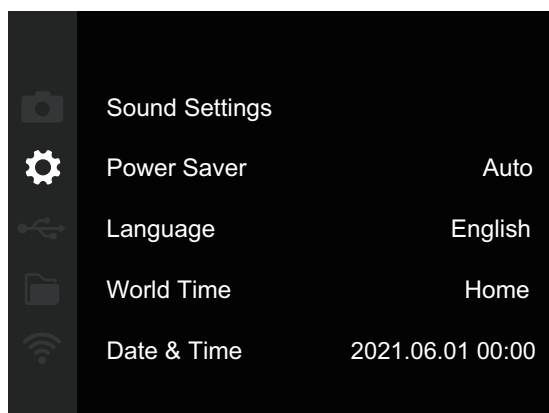 Sound Settings
Power Saver Auto
Language English
World Time Home
Date & Time 2021.06.01 00:00